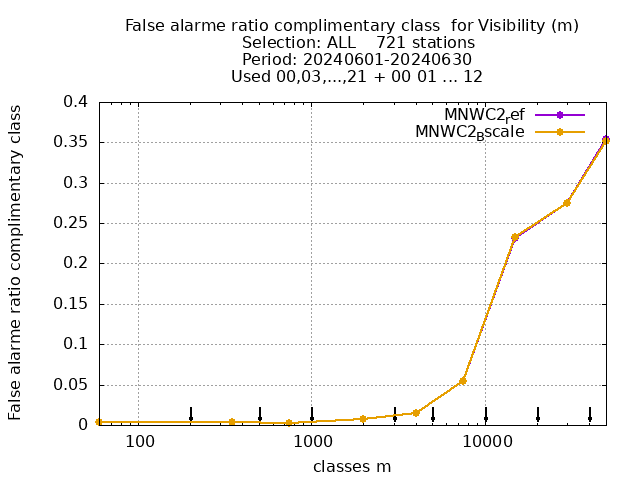 False alarme ratio complimentary class  for Visibility (m)
Selection: ALL    721 stations
Period: 20240601-20240630
Used 00,03,...,21 + 00 01 ... 12
MNWC2ref
MNWC2Bscale
False alarme ratio complimentary class
0.4
0.35
0.3
0.25
0.2
0.15
0.1
0.05
0
100
1000
10000
classes m